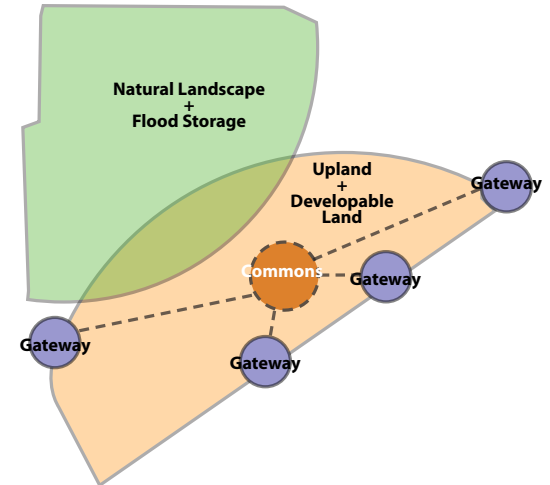 Natural Landscape
+
Flood Storage
Upland
+
Developable
Land
Gateway
Commons
Gateway
Gateway
Gateway